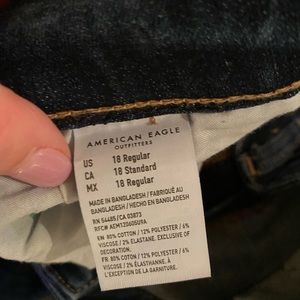 AMERICAN EAGLE
OUTFITTERS
US 18 Regular
CA 18 Standard
MX 18 Regular
MADE IN BANGLADESH / FABRIQUÉ AU
BANGLADESH / HECHO EN BANGLADESH
RN 54485/CA 03873
RFC# AEM120606U9A
EN 80% COTTON / 12% POLYESTER / 6%
VISCOSE / 2% ELASTANE. EXCLUSIVE OF
DECORATION.
FR 80% COTON / 12% POLYESTER / 6%
VISCOSE / 2% ÉLASTHANNE. À
L'EXCEPTION DE LA GARNITURE.